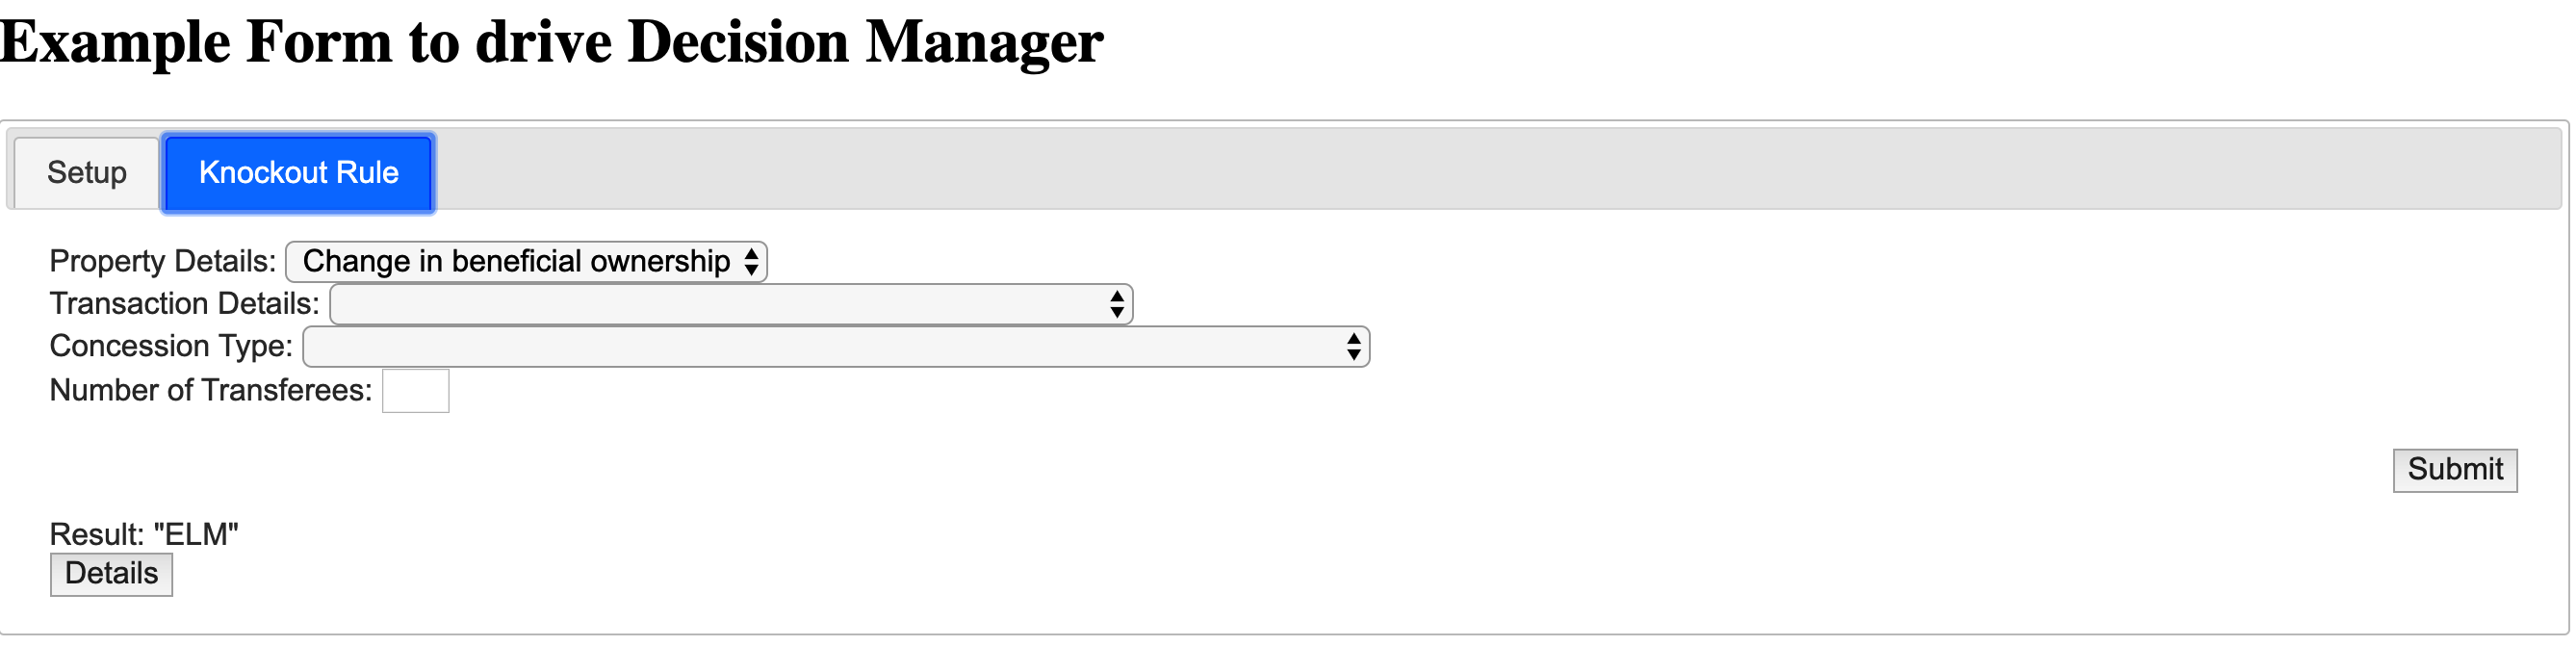 Example Form to drive Decision Manager
Setup Knockout Rule
Property Details: Change in beneficial ownership
Transaction Details:
Concession Type:
Number of Transferees:
Submit
Result: "ELM"
Details